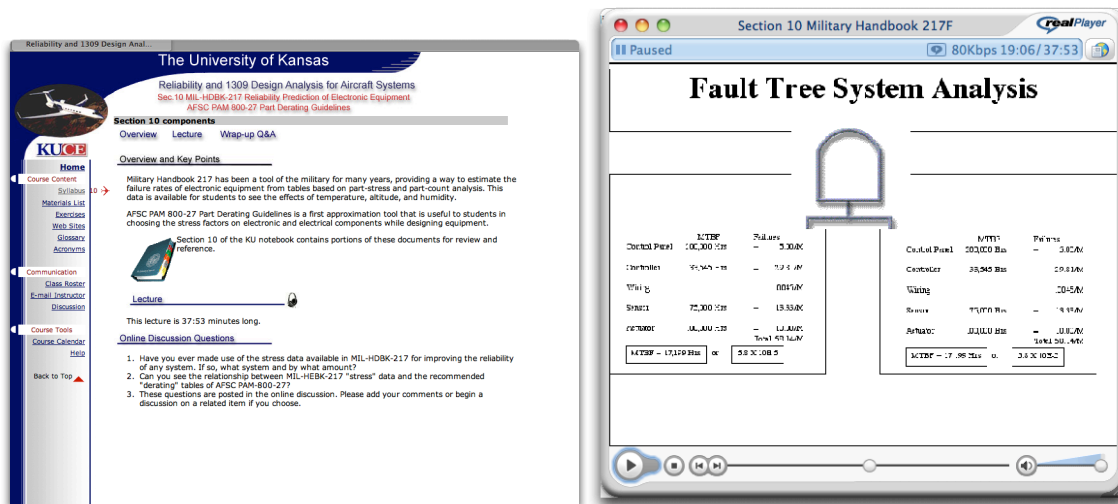 Reliability and 1309 Design Anal...
The University of Kansas
Reliability and 1309 Design Analysis for Aircraft Systems
Sec.10 MIL-HDBK-217 Reliability Prediction of Electronic Equipment
AFSC PAM 800-27 Part Derating Guidelines
Section 10 components
Overview Lecture Wrap-up Q&A
KUCE
Home
Course Content
Syllabus 10
Materials List
Exercises
Web Sites
Glossary
Acronyms
Communication
Class Roster
E-mail Instructor
Discussion
Course Tools
Course Calendar
Help
Back to Top
Overview and Key Points
Military Handbook 217 has been a tool of the military for many years, providing a way to estimate the
failure rates of electronic equipment from tables based on part-stress and part-count analysis. This
data is available for students to see the effects of temperature, altitude, and humidity.
AFSC PAM 800-27 Part Derating Guidelines is a first approximation tool that is useful to students in
choosing the stress factors on electronic and electrical components while designing equipment.
Section 10 of the KU notebook contains portions of these documents for review and
reference.
Lecture
This lecture is 37:53 minutes long.
Online Discussion Questions
1. Have you ever made use of the stress data available in MIL-HDBK-217 for improving the reliability
of any system. If so, what system and by what amount?
2. Can you see the relationship between MIL-HEBK-217 "stress" data and the recommended
"derating" tables of AFSC PAM-800-27?
3. These questions are posted in the online discussion. Please add your comments or begin a
discussion on a related item if you choose.
Section 10 Military Handbook 217F
realPlayer
Paused
80Kbps 19:06/37:53
Fault Tree System Analysis
MTBF Failures
Control Panel
Controller
Wiring
Sensor
Actuator
MTBF = 17,199 Hrs or
MTBF Failures
Control Panel
Controller 33,545 Hrs
Wiring
Sensor
Actuator